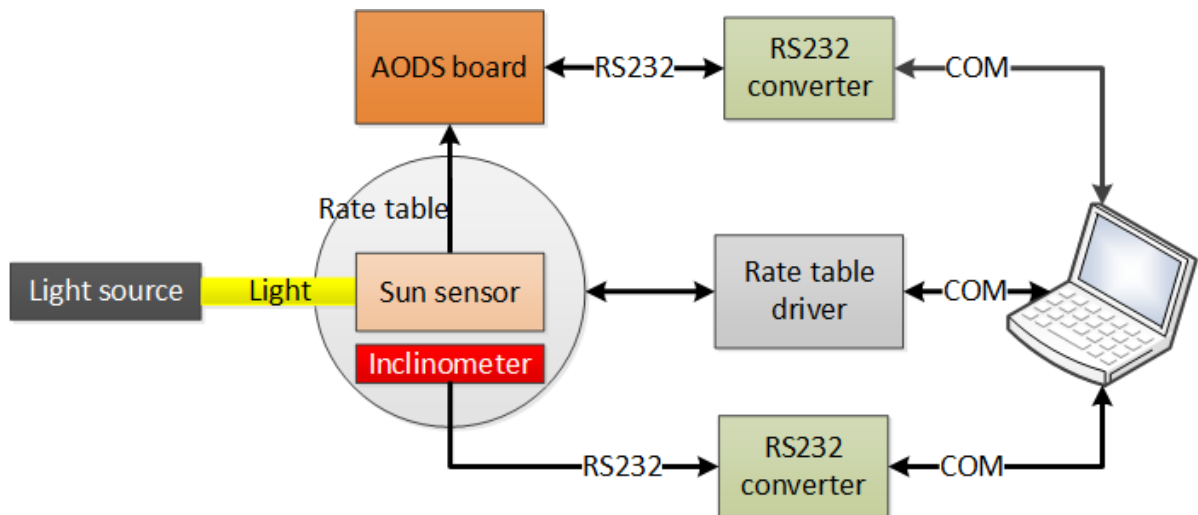 AODS board
RS232
RS232
converter
COM
Rate table
Light source
Light
Sun sensor
Rate table
driver
COM
Inclinometer
RS232
RS232
converter
COM